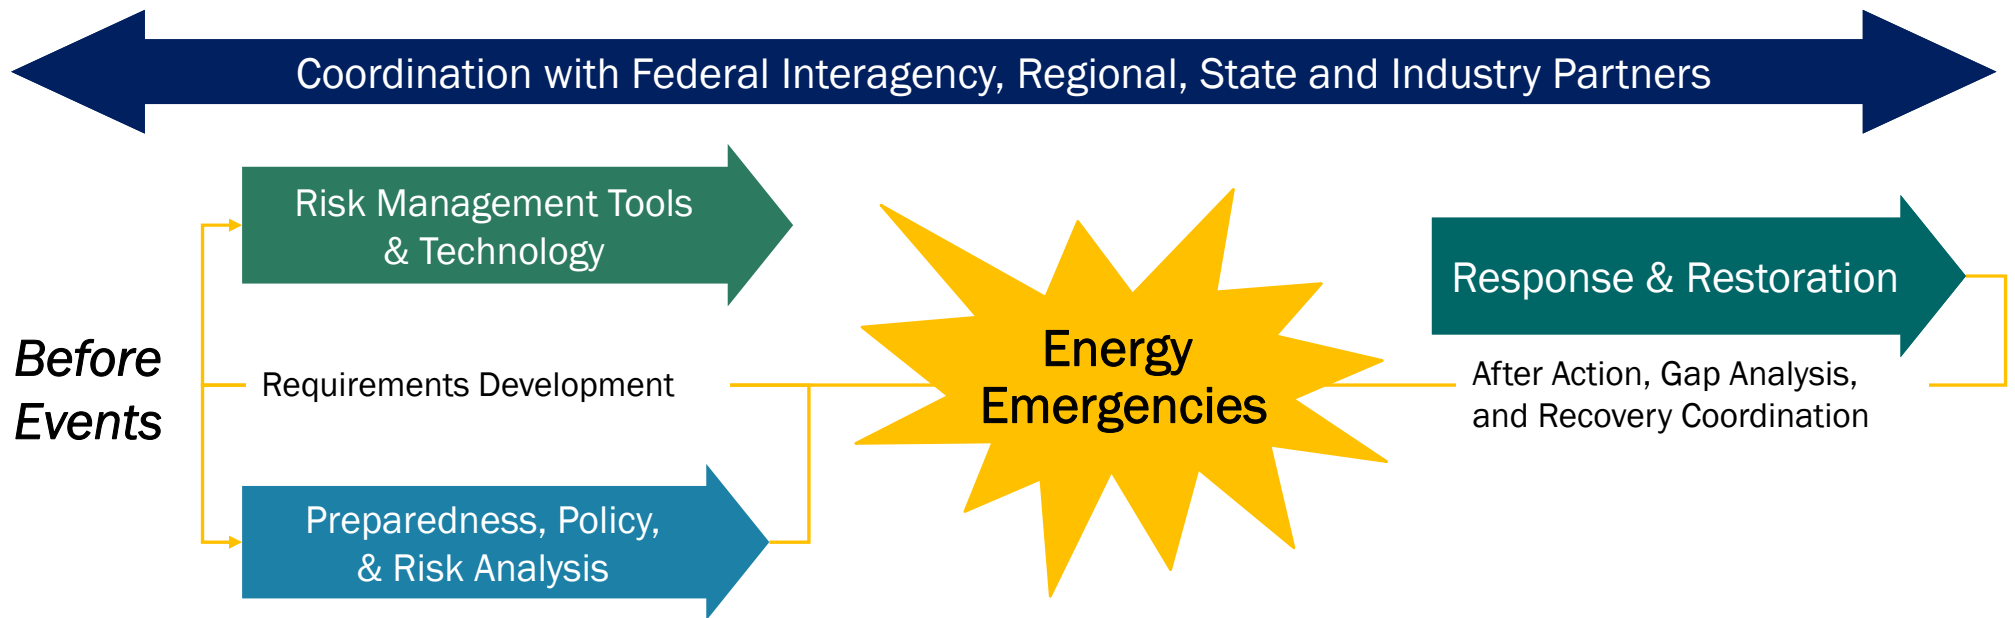 Coordination with Federal Interagency, Regional, State and Industry Partners
Risk Management Tools
& Technology
Before
Events
Requirements Development
Preparedness, Policy,
& Risk Analysis
Energy
Emergencies
Response & Restoration
After Action, Gap Analysis,
and Recovery Coordination